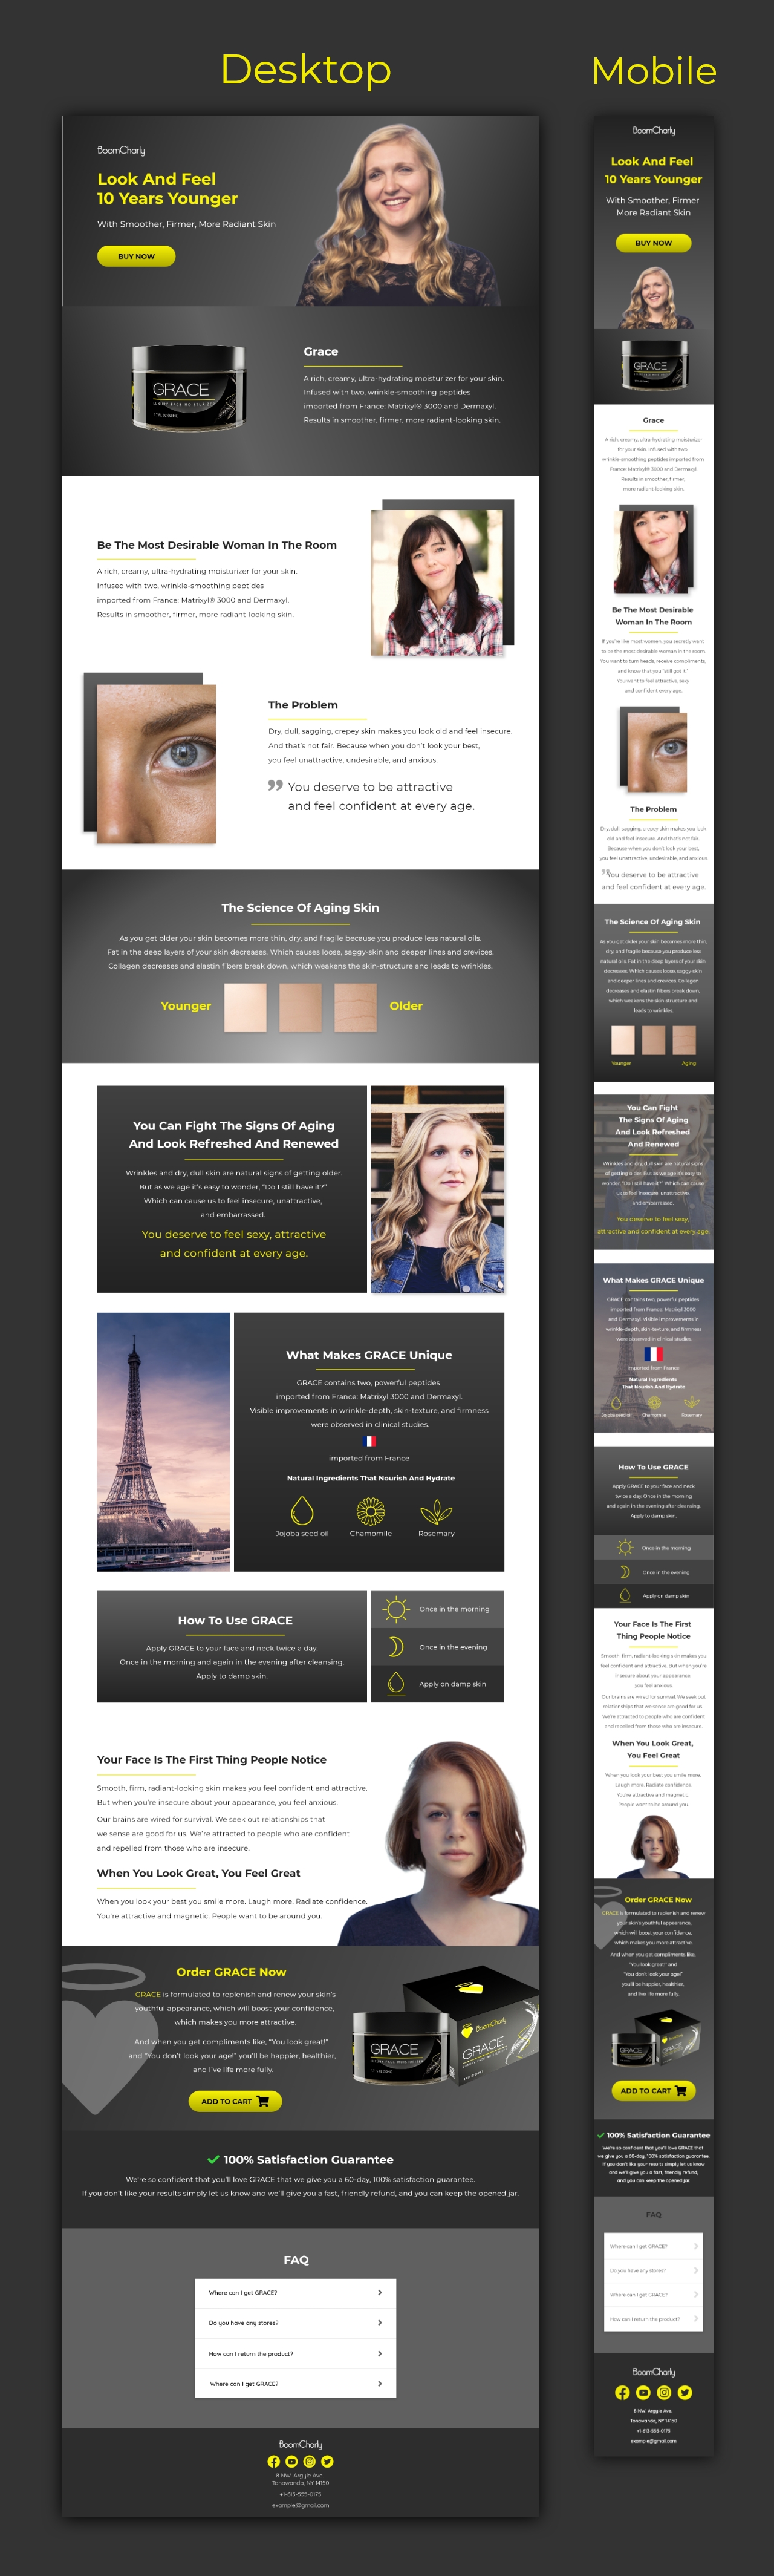 Desktop
BoomCharly
Look And Feel
10 Years Younger
With Smoother, Firmer, More Radiant Skin
BUY NOW
GRACE
LUXURY FACE MOISTURIZER
Grace
A rich, creamy, ultra-hydrating moisturizer for your skin.
Infused with two, wrinkle-smoothing peptides
imported from France: Matrixyl® 3000 and Dermaxyl.
Results in smoother, firmer, more radiant-looking skin.
Be The Most Desirable Woman In The Room
A rich, creamy, ultra-hydrating moisturizer for your skin.
Infused with two, wrinkle-smoothing peptides
imported from France: Matrixyl® 3000 and Dermaxyl.
Results in smoother, firmer, more radiant-looking skin.
The Problem
Dry, dull, sagging, crepey skin makes you look old and feel insecure.
And that's not fair. Because when you don't look your best,
you feel unattractive, undesirable, and anxious.
” You deserve to be attractive
and feel confident at every age.
The Science Of Aging Skin
As you get older your skin becomes more thin, dry, and fragile because you produce less natural oils.
Fat in the deep layers of your skin decreases. Which causes loose, saggy-skin and deeper lines and crevices.
Collagen decreases and elastin fibers break down, which weakens the skin-structure and leads to wrinkles.
Younger
Older
You Can Fight The Signs Of Aging
And Look Refreshed And Renewed
Wrinkles and dry, dull skin are natural signs of getting older.
But as we age it's easy to wonder, “Do I still have it?”
Which can cause us to feel insecure, unattractive,
and embarrassed.
You deserve to feel sexy, attractive
and confident at every age.
What Makes GRACE Unique
GRACE contains two, powerful peptides
imported from France: Matrixyl 3000 and Dermaxyl.
Visible improvements in wrinkle-depth, skin-texture, and firmness
were observed in clinical studies.
imported from France
Natural Ingredients That Nourish And Hydrate
Jojoba seed oil
Chamomile
Rosemary
How To Use GRACE
Apply GRACE to your face and neck twice a day.
Once in the morning and again in the evening after cleansing.
Apply to damp skin.
Once in the morning
Once in the evening
Apply on damp skin
Your Face Is The First Thing People Notice
Smooth, firm, radiant-looking skin makes you feel confident and attractive.
But when you're insecure about your appearance, you feel anxious.
Our brains are wired for survival. We seek out relationships that
we sense are good for us. We're attracted to people who are confident
and repelled from those who are insecure.
When You Look Great, You Feel Great
When you look your best you smile more. Laugh more. Radiate confidence.
You're attractive and magnetic. People want to be around you.
Order GRACE Now
GRACE is formulated to replenish and renew your skin's
youthful appearance, which will boost your confidence,
which makes you more attractive.
And when you get compliments like, “You look great!”
and “You don't look your age!” you'll be happier, healthier,
and live life more fully.
ADD TO CART
GRACE
LUXURY FACE MOISTURIZER
BoomCharly
GRACE
100% Satisfaction Guarantee
We're so confident that you'll love GRACE that we give you a 60-day, 100% satisfaction guarantee.
If you don't like your results simply let us know and we'll give you a fast, friendly refund, and you can keep the opened jar.
FAQ
Where can I get GRACE?
Do you have any stores?
How can I return the product?
Where can I get GRACE?
BoomCharly
8 NW. Argyle Ave.
Tonawanda, NY 14150
+1-613-555-0175
example@gmail.com
Mobile
BoomCharly
Look And Feel
10 Years Younger
With Smoother, Firmer
More Radiant Skin
BUY NOW
GRACE
Grace
A rich, creamy, ultra-hydrating moisturizer
for your skin. Infused with two,
wrinkle-smoothing peptides imported from
France: Matrixyl® 3000 and Dermaxyl.
Results in smoother, firmer,
more radiant-looking skin.
Be The Most Desirable
Woman In The Room
If you're like most women, you secretly want
to be the most desirable woman in the room.
You want to turn heads, receive compliments,
and know that you “still got it.”
You want to feel attractive, sexy
and confident every age.
The Problem
Dry, dull, sagging, crepey skin makes you look
old and feel insecure. And that's not fair.
Because when you don't look your best,
you feel unattractive, undesirable, and anxious.
” You deserve to be attractive
and feel confident at every age.
The Science Of Aging Skin
As you get older your skin becomes more thin,
dry, and fragile because you produce less
natural oils. Fat in the deep layers of your skin
decreases. Which causes loose, saggy skin
and deeper lines and crevices. Collagen
decreases and elastin fibers break down,
which weakens the skin structure and
leads to wrinkles.
Younger
Aging
You Can Fight
The Signs Of Aging
And Look Refreshed
And Renewed
Wrinkles and dry, dull skin are natural signs
of getting older. But as we age it's easy to
wonder, “Do I still have it?” Which can cause
us to feel insecure, unattractive,
and embarrassed.
You deserve to feel sexy,
attractive and confident at every age.
What Makes GRACE Unique
GRACE contains two, powerful peptides
imported from France: Matrixyl 3000
and Dermaxyl. Visible improvements in
wrinkle-depth, skin-texture, and firmness
were observed in clinical studies.
imported from France
Natural Ingredients
That Nourish And Hydrate
Jojoba seed oil
Chamomile
Rosemary
How To Use GRACE
Apply GRACE to your face and neck
twice a day. Once in the morning
and again in the evening after cleansing.
Apply to damp skin.
Once in the morning
Once in the evening
Apply on damp skin
Your Face Is The First
Thing People Notice
Smooth, firm, radiant-looking skin makes you
feel confident and attractive. But when you're
insecure about your appearance,
you feel anxious.
Our brains are wired for survival. We seek out
relationships that we sense are good for us.
We're attracted to people who are confident
and repelled from those who are insecure.
When You Look Great,
You Feel Great
When you look your best you smile more.
Laugh more. Radiate confidence.
You're attractive and magnetic.
People want to be around you.
Order GRACE Now
GRACE is formulated to replenish and renew
your skin's youthful appearance,
which will boost your confidence,
which makes you more attractive.
And when you get compliments like,
“You look great!” and
“You don't look your age!”
you'll be happier, healthier,
and live life more fully.
GRACE
ADD TO CART
100% Satisfaction Guarantee
We're so confident that you'll love GRACE that
we give you a 60-day, 100% satisfaction guarantee.
If you don't like your results simply let us know
and we'll give you a fast, friendly refund,
and you can keep the opened jar.
FAQ
Where can I get GRACE?
Do you have any stores?
Where can I get GRACE?
How can I return the product?
BoomCharly
8 NW. Argyle Ave.
Tonawanda, NY 14150
+1-613-555-0175
example@gmail.com